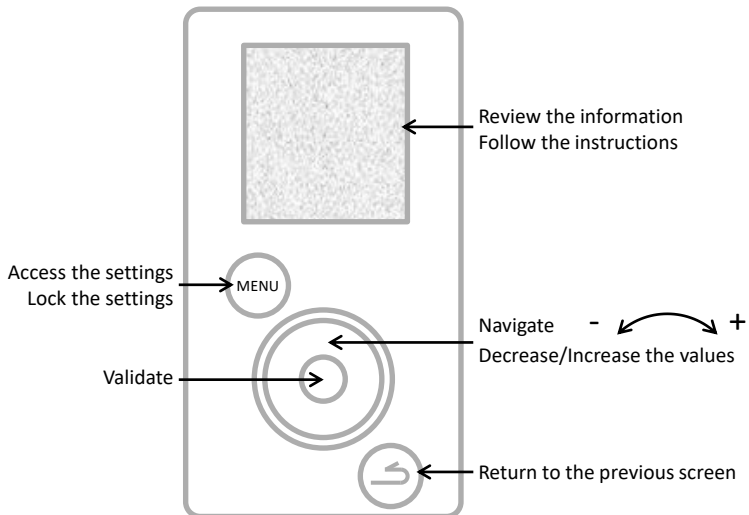 Review the information
Follow the instructions
Access the settings
Lock the settings
MENU
Navigate - +
Decrease/Increase the values
Validate
Return to the previous screen